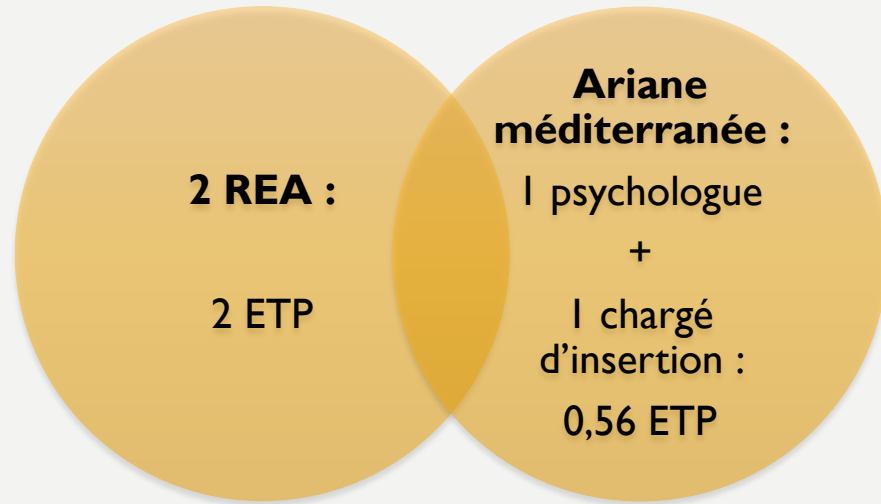 2 REA :
2 ETP
Ariane
méditerranée :
1 psychologue
+
1 chargé
d’insertion :
0,56 ETP